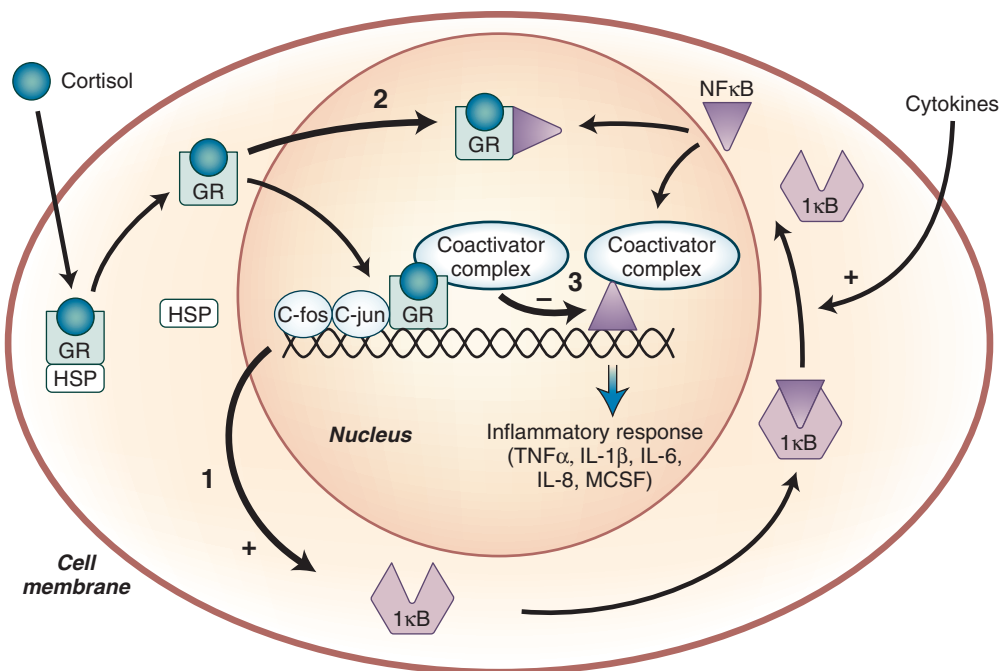 Cortisol
2
NFκB
Cytokines
GR
GR
1κB
Coactivator
complex
Coactivator
complex
+
3
–
GR
HSP
HSP
C-fos
C-jun
GR
1κB
Nucleus
Inflammatory response
(TNFα, IL-1β, IL-6,
IL-8, MCSF)
1
+
Cell
membrane
1κB